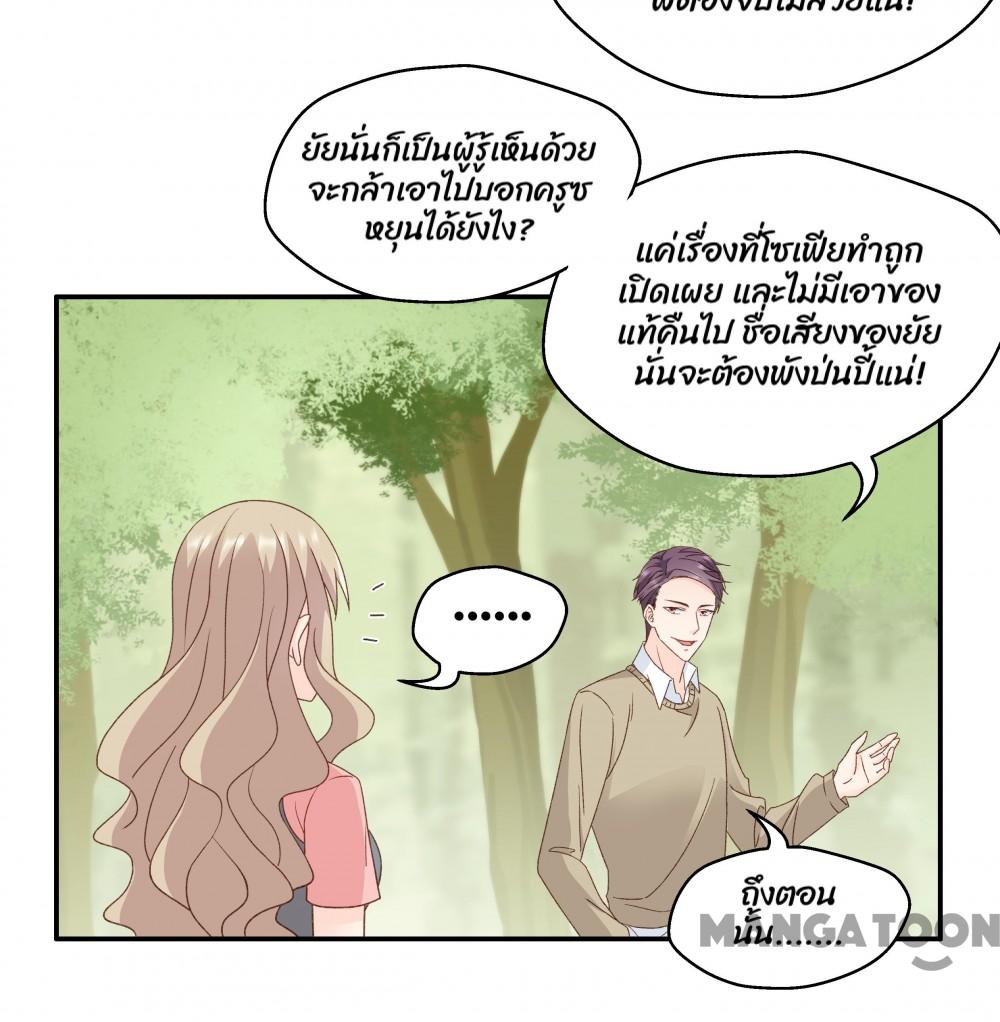 ยัยนั่นก็เป็นผู้รู้เห็นด้วย
จะกล้าเอาไปบอกครูซ
หยุนได้ยังไง?
แค่เรื่องที่โซเฟียทำถูก
เปิดเผย และไม่มีเอาของ
แท้คืนไป ชื่อเสียงของยัย
นั่นจะต้องพังป่นปี้แน่!
......
ถึงตอน
นั้น.......
MANGATOON